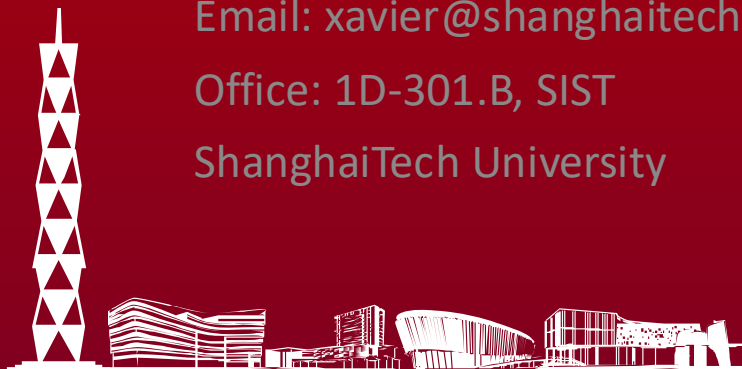 Email: xavier@shanghaitech
Office: 1D-301.B, SIST
ShanghaiTech University